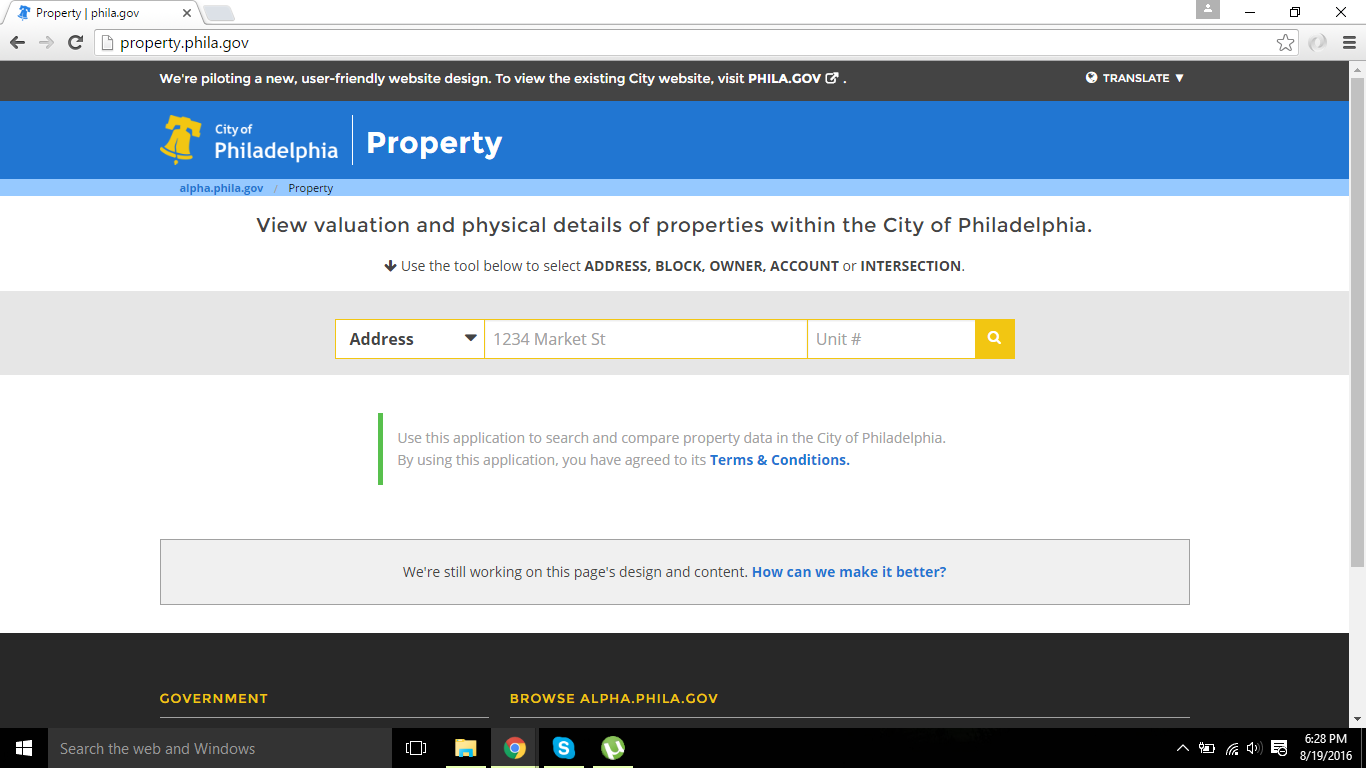 Property | phila.gov
property.phila.gov
We're piloting a new, user-friendly website design. To view the existing City website, visit PHILA.GOV .
TRANSLATE ▼
City of
Philadelphia
Property
alpha.phila.gov / Property
View valuation and physical details of properties within the City of Philadelphia.
Use the tool below to select ADDRESS, BLOCK, OWNER, ACCOUNT or INTERSECTION.
Address 1234 Market St Unit #
Use this application to search and compare property data in the City of Philadelphia.
By using this application, you have agreed to its Terms & Conditions.
We're still working on this page's design and content. How can we make it better?
GOVERNMENT
BROWSE ALPHA.PHILA.GOV
Search the web and Windows
6:28 PM
8/19/2016